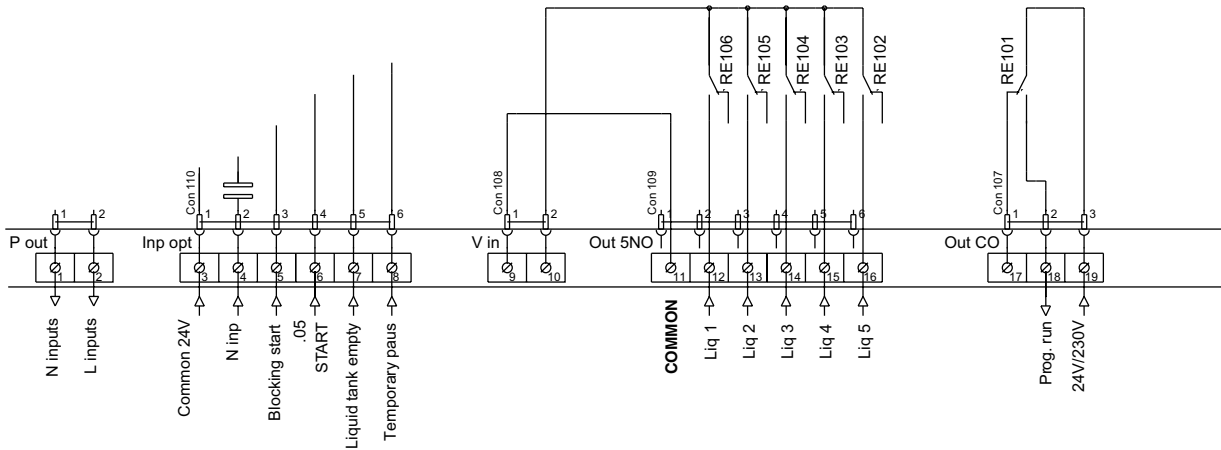 RE106
RE105
RE104
RE103
RE102
RE101
Con 110
Con 108
Con 109
Con 107
1 2
1 2 3 4 5 6
1 2
1 2 3 4 5 6
1 2 3
P out
Inp opt
V in
Out 5NO
Out CO
1 2
3 4 5 6 7 8
9 10
11 12 13 14 15 16
17 18 19
N inputs
L inputs
Common 24V
N inp
Blocking start
.05
START
Liquid tank empty
Temporary paus
COMMON
Liq 1
Liq 2
Liq 3
Liq 4
Liq 5
Prog. run
24V/230V